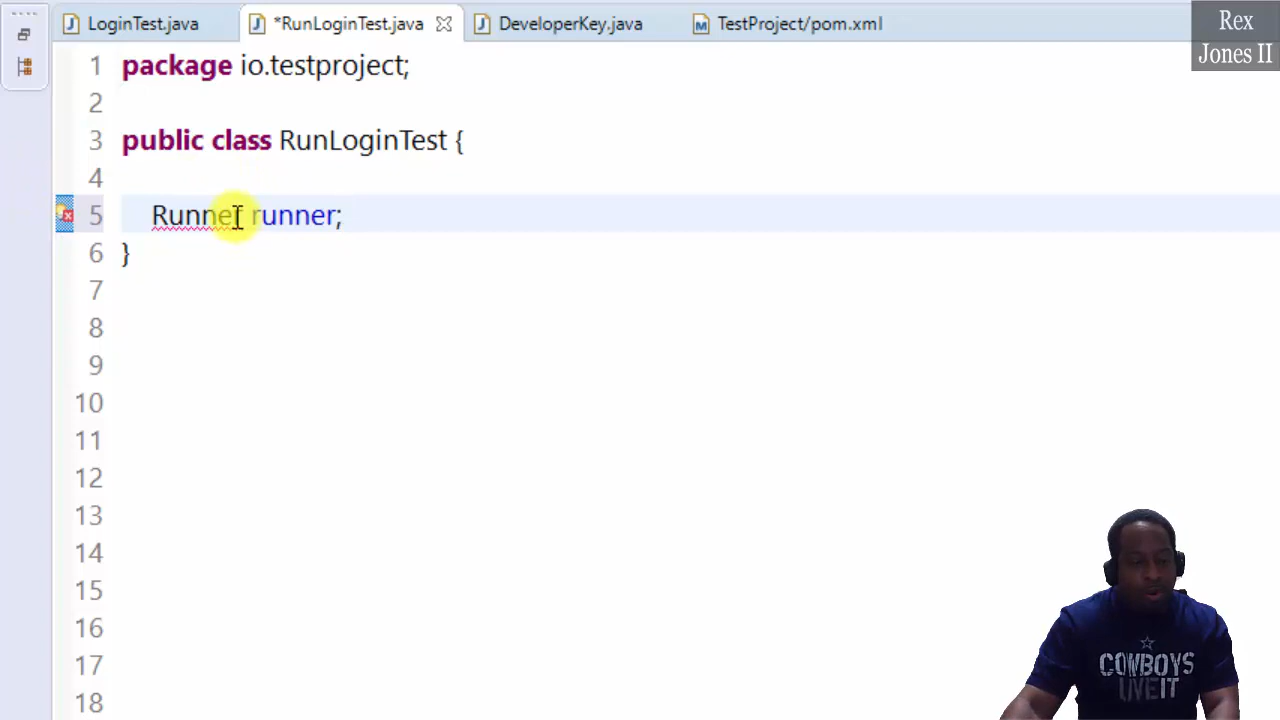 LoginTest.java
*RunLoginTest.java
DeveloperKey.java
TestProject/pom.xml
Rex
Jones II
1 package io.testproject;
2
3 public class RunLoginTest {
4
5 Runner runner;
6 }
7
8
9
10
11
12
13
14
15
16
17
18
COWBOYS
LIVE IT